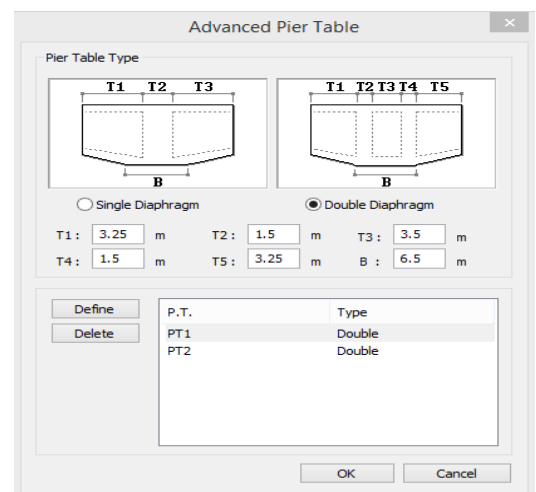 Advanced Pier Table
Pier Table Type
T1 T2 T3
B
T1 T2 T3 T4 T5
B
Single Diaphragm
Double Diaphragm
T1 : 3.25 m T2 : 1.5 m T3 : 3.5 m
T4 : 1.5 m T5 : 3.25 m B : 6.5 m
Define
Delete
P.T. Type
PT1 Double
PT2 Double
OK Cancel